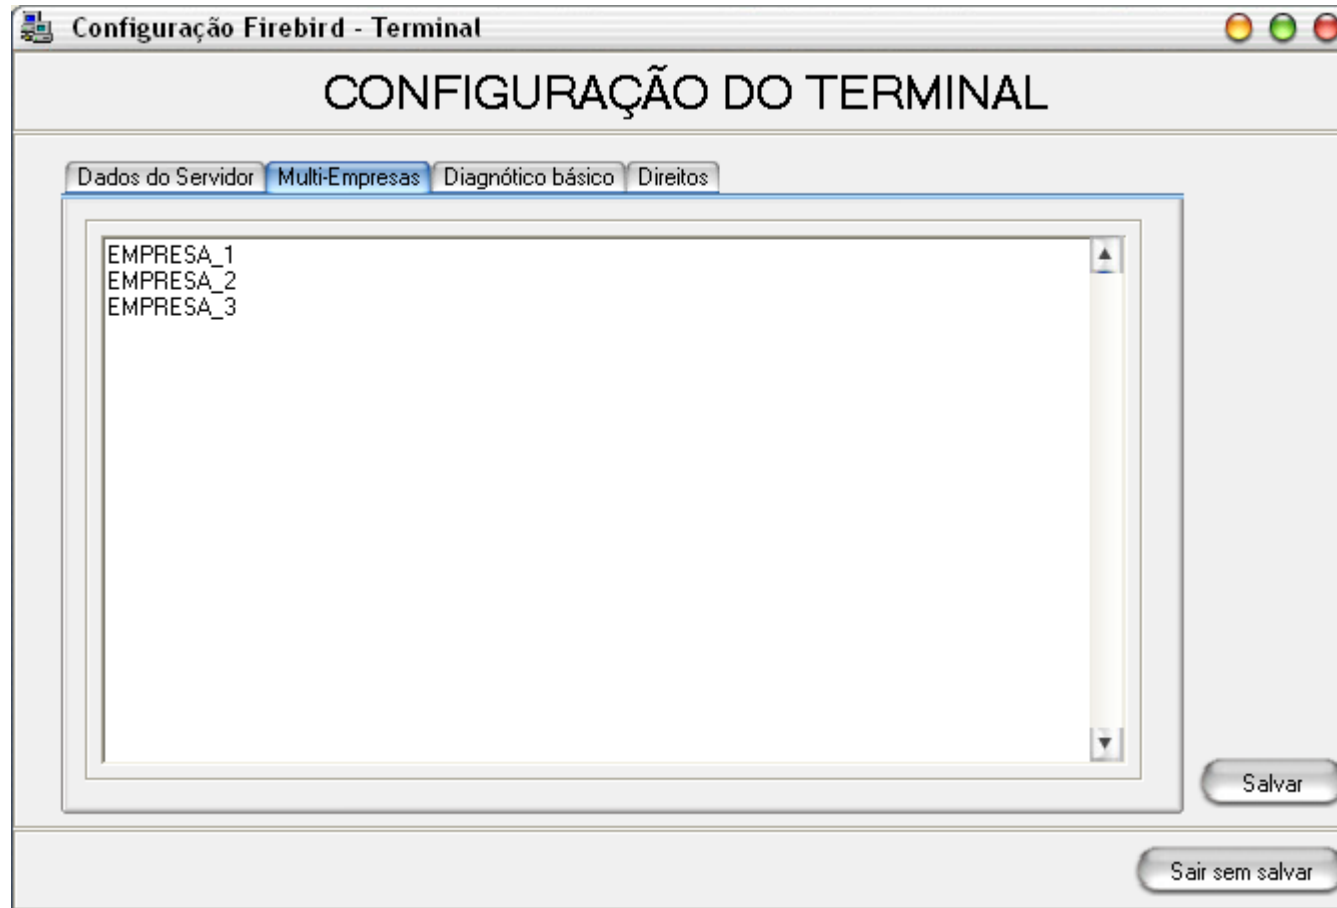 Configuração Firebird - Terminal
CONFIGURAÇÃO DO TERMINAL
Dados do Servidor Multi-Empresas Diagnótico básico Direitos
EMPRESA_1
EMPRESA_2
EMPRESA_3
Salvar
Sair sem salvar